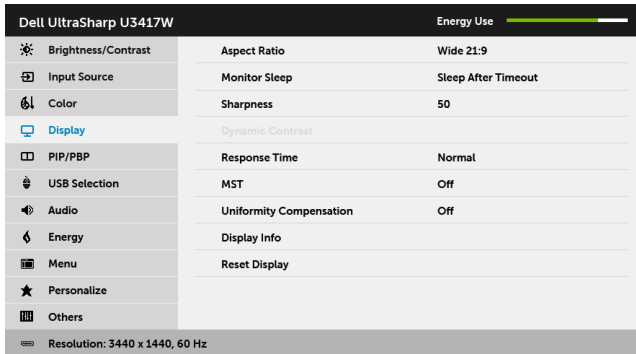 Dell UltraSharp U3417W Energy Use
Brightness/Contrast Aspect Ratio Wide 21:9
Input Source Monitor Sleep Sleep After Timeout
Color Sharpness 50
Display Dynamic Contrast
PIP/PBP Response Time Normal
USB Selection MST Off
Audio Uniformity Compensation Off
Energy Display Info
Menu Reset Display
Personalize
Others
Resolution: 3440 x 1440, 60 Hz